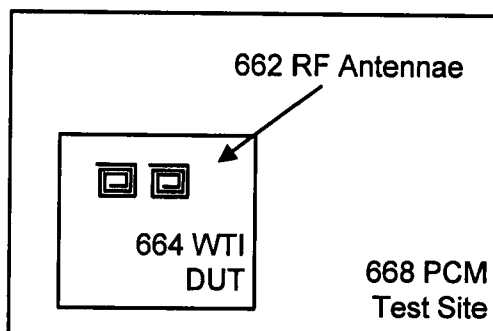 662 RF Antennae
664 WTI
DUT
668 PCM
Test Site